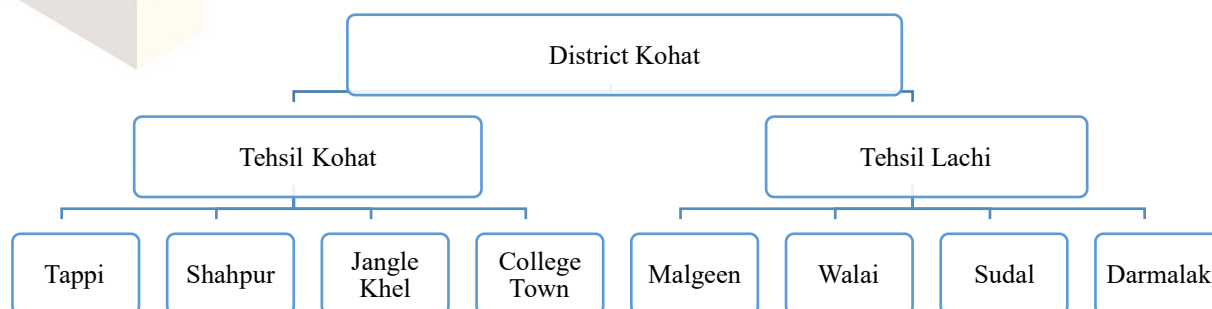 District Kohat
Tehsil Kohat
Tehsil Lachi
Tappi
Shahpur
Jangle
Khel
College
Town
Malgeen
Walai
Sudal
Darmalak